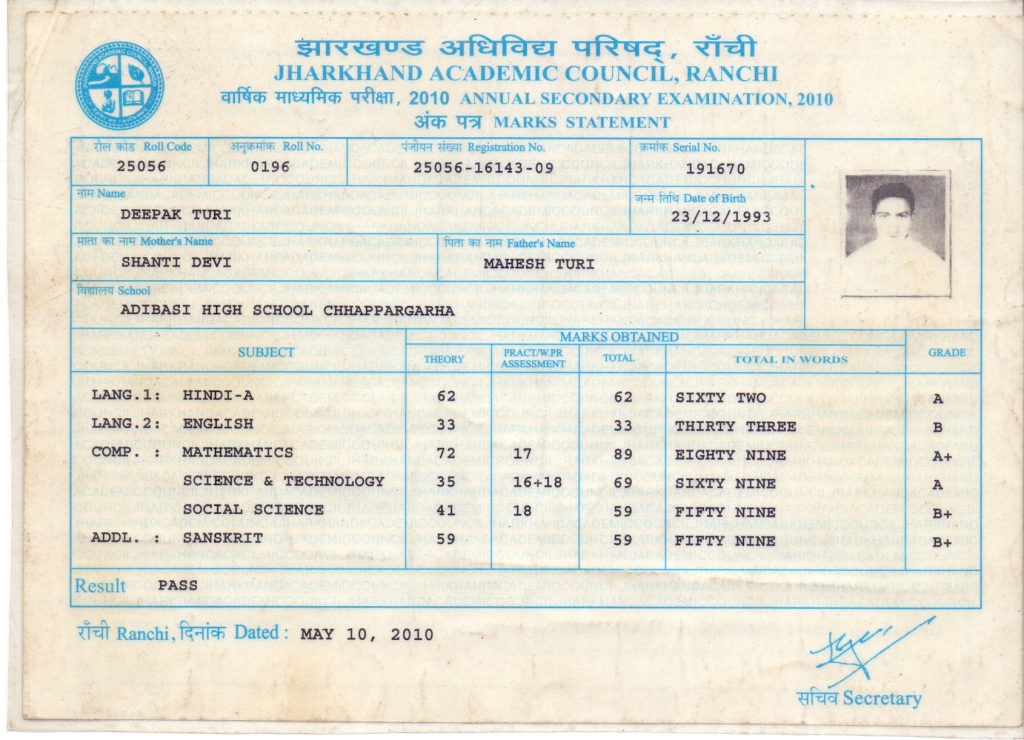 झारखण्ड अधिविद्य परिषद्, राँची
JHARKHAND ACADEMIC COUNCIL, RANCHI
वार्षिक माध्यमिक परीक्षा, 2010 ANNUAL SECONDARY EXAMINATION, 2010
अंक पत्र MARKS STATEMENT
रौल कोड Roll Code अनुक्रमांक Roll No. पंजीयन संख्या Registration No. क्रमांक Serial No.
25056 0196 25056-16143-09 191670
नाम Name जन्म तिथि Date of Birth
DEEPAK TURI 23/12/1993
माता का नाम Mother's Name पिता का नाम Father's Name
SHANTI DEVI MAHESH TURI
विद्यालय School
ADIBASI HIGH SCHOOL CHHAPPARGARHA
MARKS OBTAINED
SUBJECT THEORY PRACT/W.PR ASSESSMENT TOTAL TOTAL IN WORDS GRADE
LANG.1: HINDI-A 62 62 SIXTY TWO A
LANG.2: ENGLISH 33 33 THIRTY THREE B
COMP. : MATHEMATICS 72 17 89 EIGHTY NINE A+
SCIENCE & TECHNOLOGY 35 16+18 69 SIXTY NINE A
SOCIAL SCIENCE 41 18 59 FIFTY NINE B+
ADDL. : SANSKRIT 59 59 FIFTY NINE B+
Result PASS
राँची Ranchi, दिनांक Dated : MAY 10, 2010
सचिव Secretary